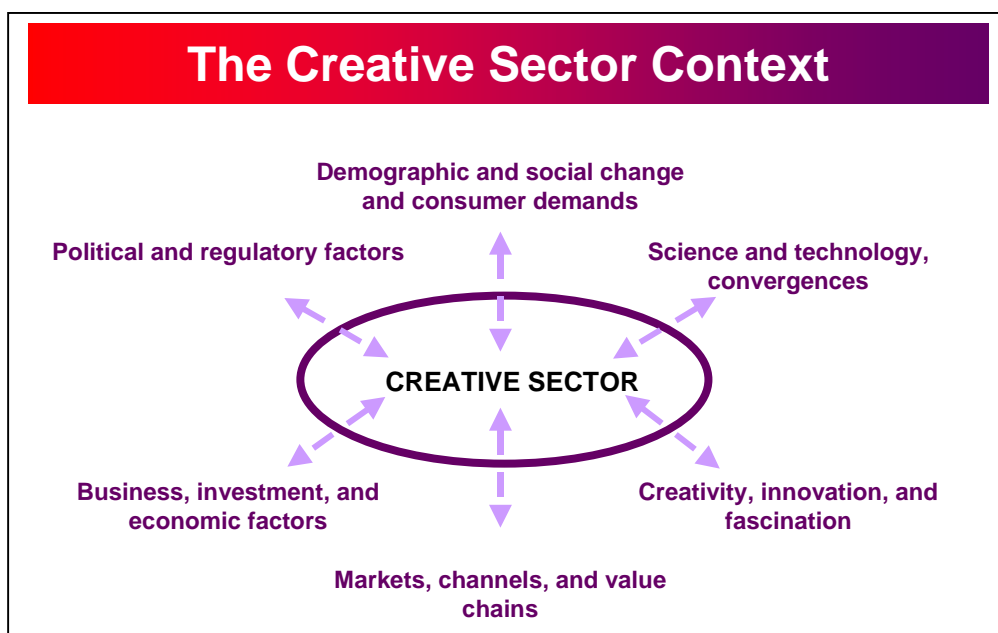 The Creative Sector Context
Demographic and social change
and consumer demands
Political and regulatory factors
Science and technology,
convergences
CREATIVE SECTOR
Business, investment, and
economic factors
Creativity, innovation, and
fascination
Markets, channels, and value
chains